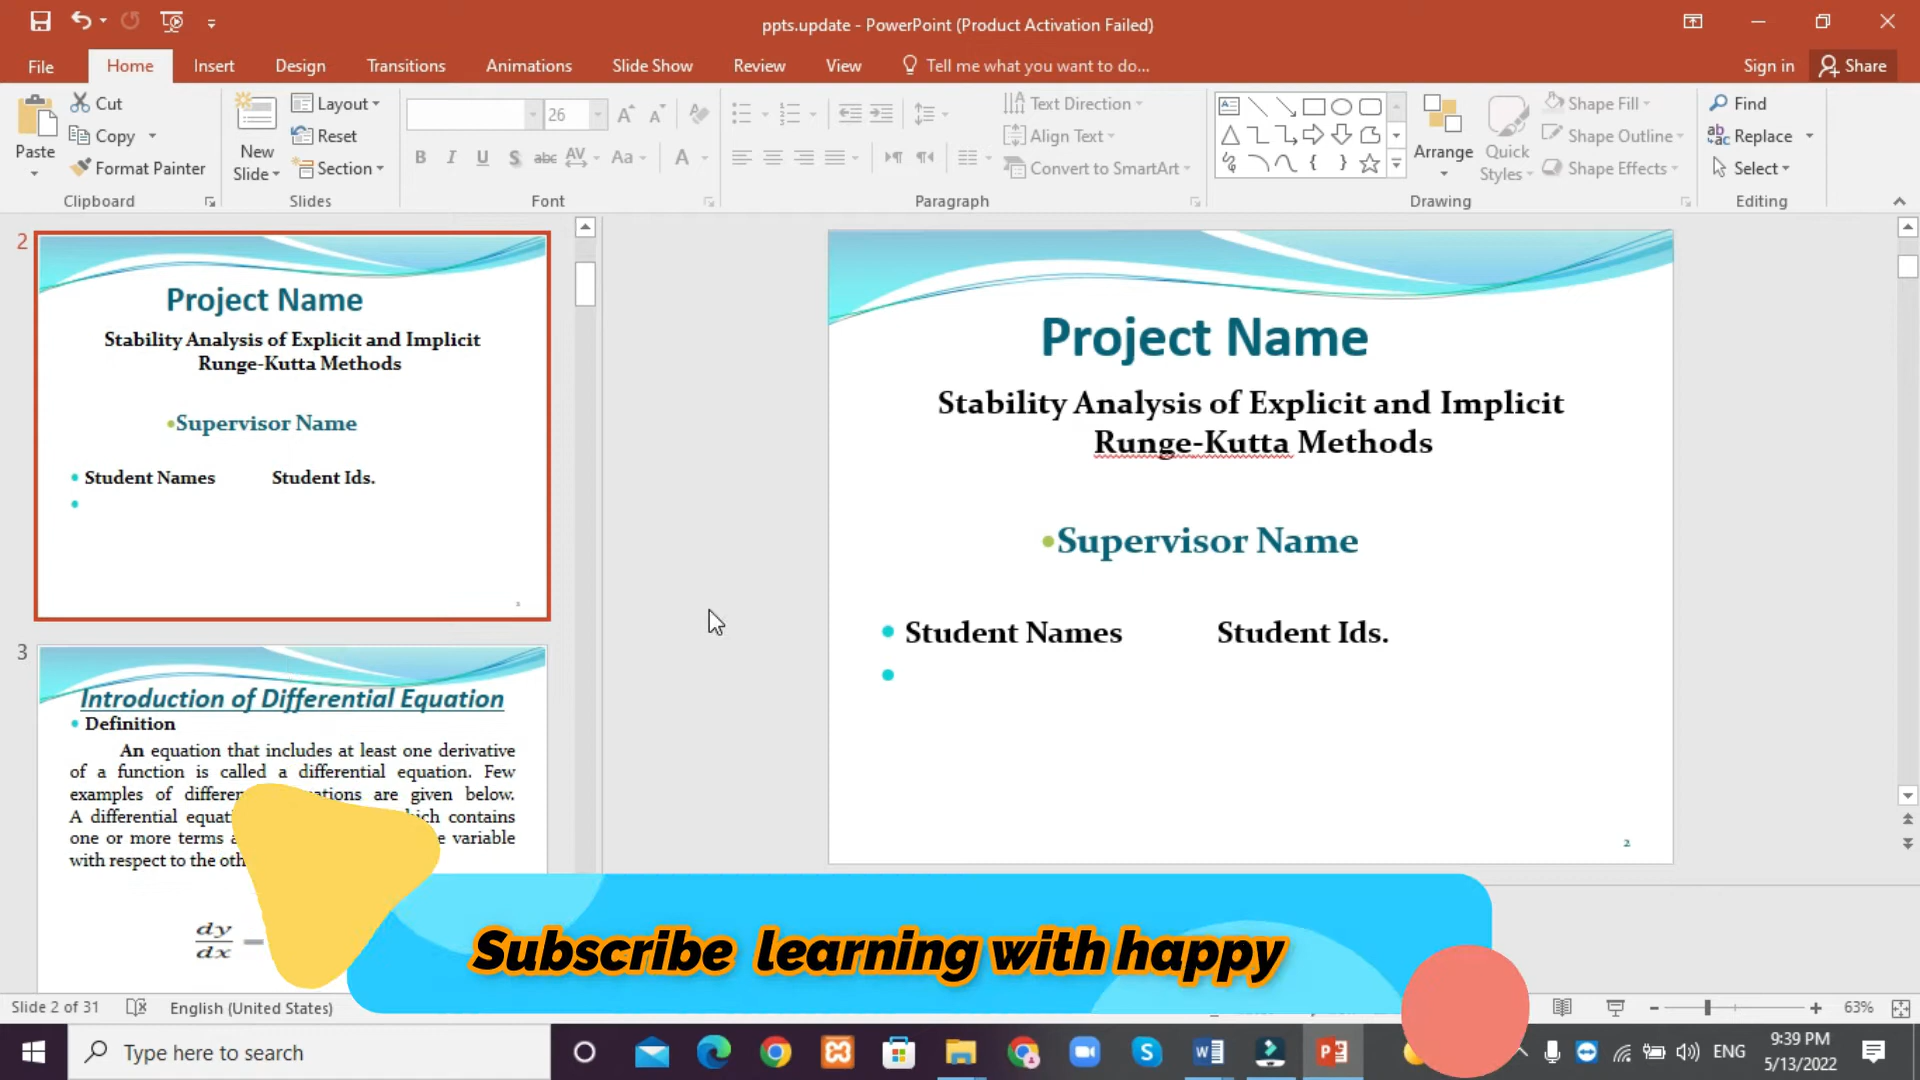 ppts.update - PowerPoint (Product Activation Failed)
File Home Insert Design Transitions Animations Slide Show Review View Tell me what you want to do... Sign in Share
Paste
Cut
Copy
Format Painter
Clipboard
New Slide
Layout
Reset
Section
Slides
26
B I U S abc AV Aa A
Font
Text Direction
Align Text
Convert to SmartArt
Paragraph
Arrange
Quick Styles
Shape Fill
Shape Outline
Shape Effects
Drawing
Find
Replace
Select
Editing
2
Project Name
Stability Analysis of Explicit and Implicit
Runge-Kutta Methods
•Supervisor Name
• Student Names Student Ids.
•
3
Introduction of Differential Equation
• Definition
An equation that includes at least one derivative
of a function is called a differential equation. Few
examples of equations are given below.
A differential which contains
one or more terms variable
with respect to the
dy
dx
Project Name
Stability Analysis of Explicit and Implicit
Runge-Kutta Methods
•Supervisor Name
• Student Names Student Ids.
•
2
Subscribe learning with happy
Slide 2 of 31 English (United States) 63%
Type here to search
ENG
9:39 PM
5/13/2022